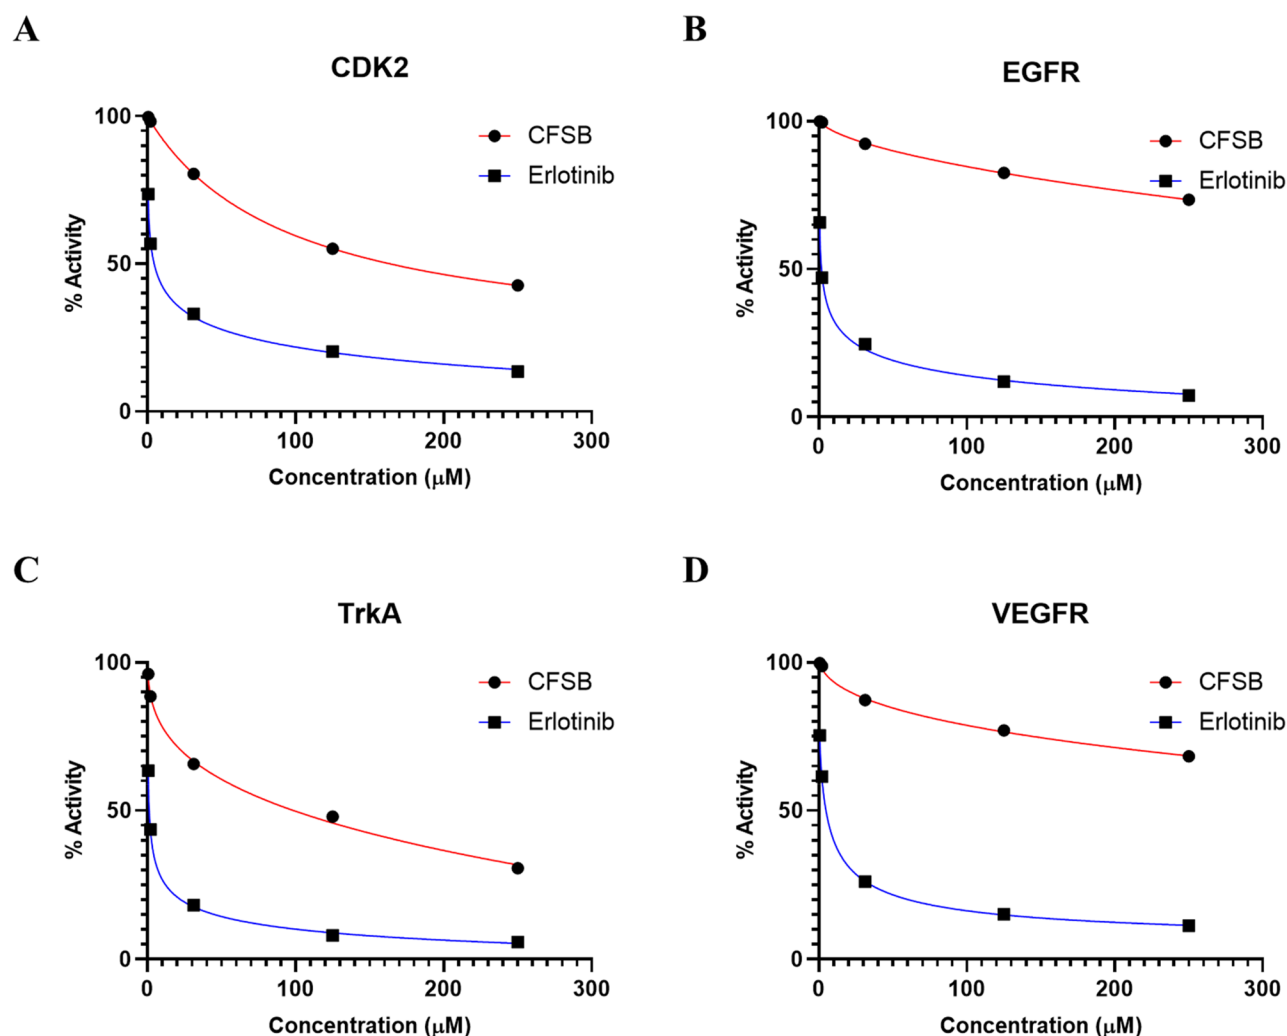 A
CDK2
100
50
0
% Activity
0 100 200 300
Concentration (μM)
CFSB
Erlotinib
B
EGFR
100
50
0
% Activity
0 100 200 300
Concentration (μM)
CFSB
Erlotinib
C
TrkA
100
50
0
% Activity
0 100 200 300
Concentration (μM)
CFSB
Erlotinib
D
VEGFR
100
50
0
% Activity
0 100 200 300
Concentration (μM)
CFSB
Erlotinib